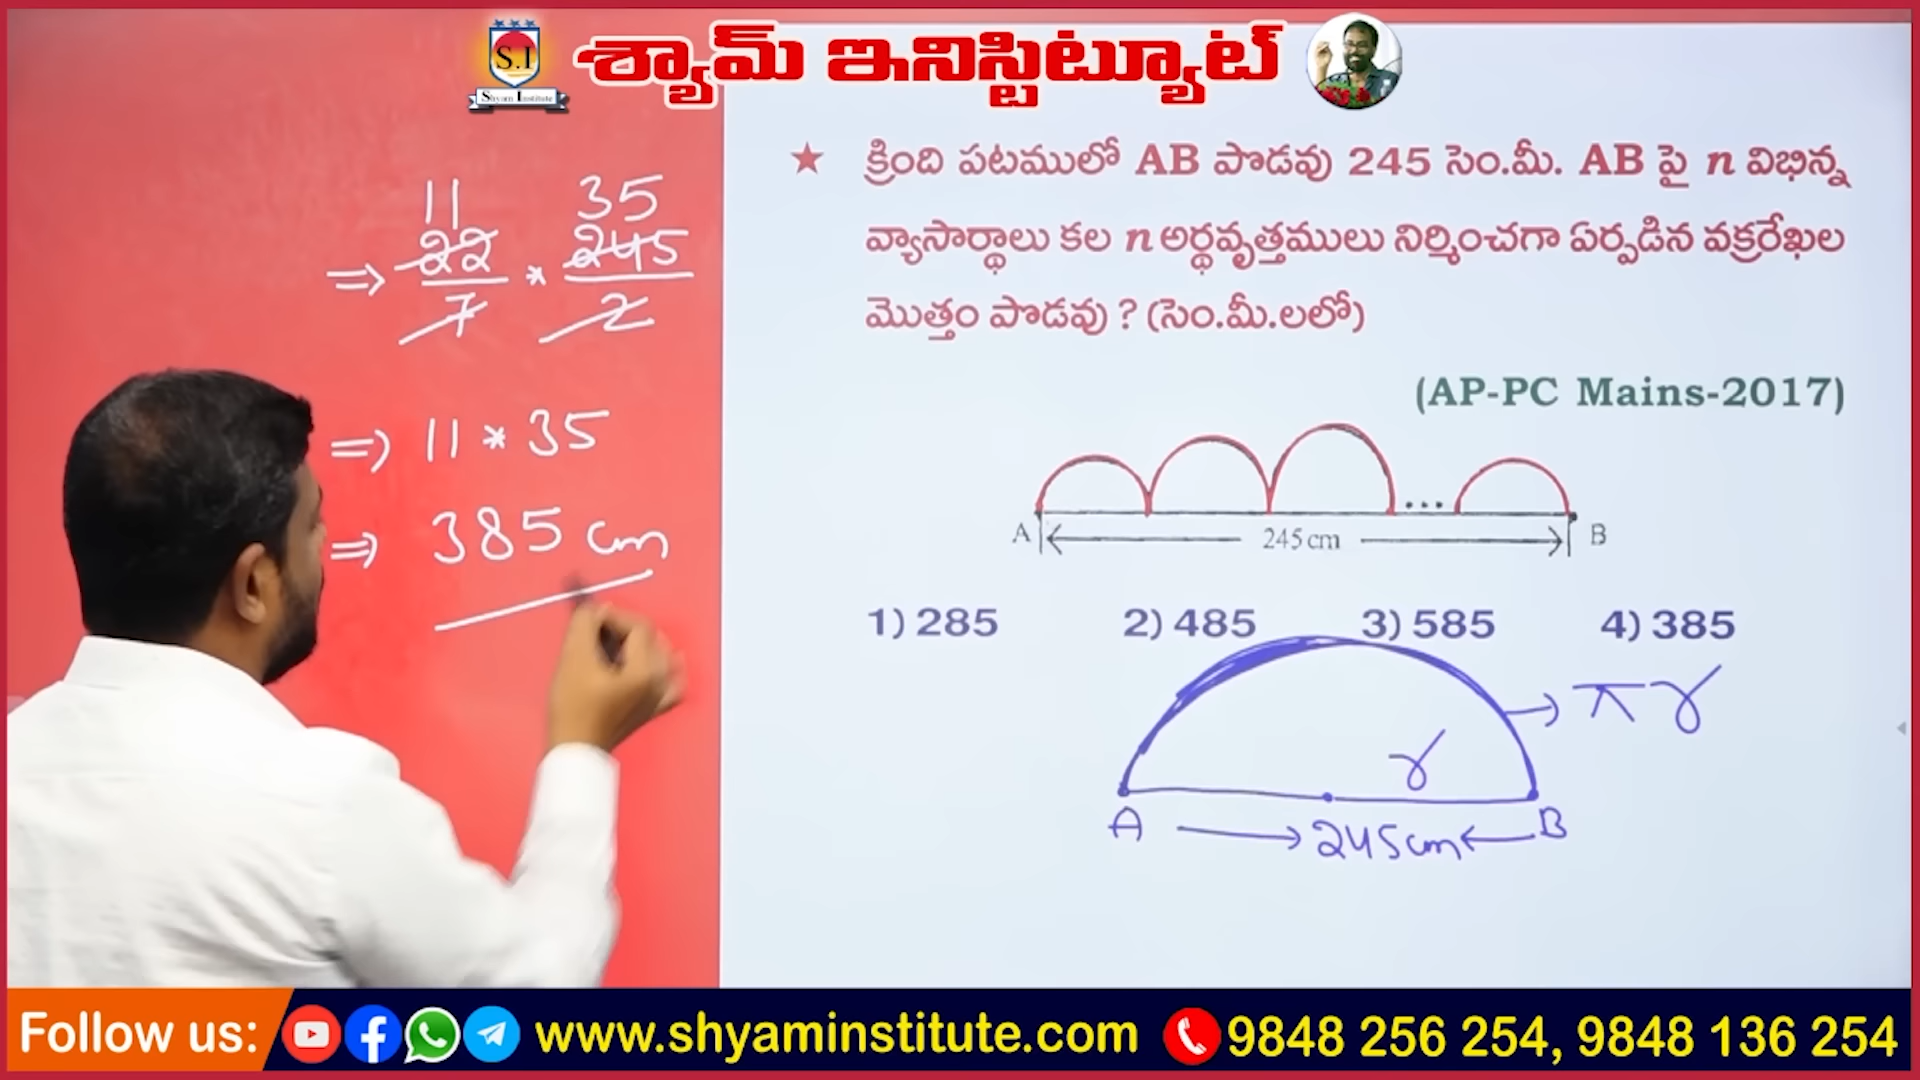 S.I
Shyam Institute
శ్యామ్ ఇనిస్టిట్యూట్
11 35
=> 22/7 * 245/2
=> 11 * 35
=> 385 cm
★ క్రింది పటములో AB పొడవు 245 సెం.మీ. AB పై n విభిన్న
వ్యాసార్థాలు కల n అర్థవృత్తములు నిర్మించగా ఏర్పడిన వక్రరేఖల
మొత్తం పొడవు ? (సెం.మీ.లలో)
(AP-PC Mains-2017)
...
A 245 cm B
1) 285 2) 485 3) 585 4) 385
πr
r
A 245cm B
Follow us: www.shyaminstitute.com 9848 256 254, 9848 136 254